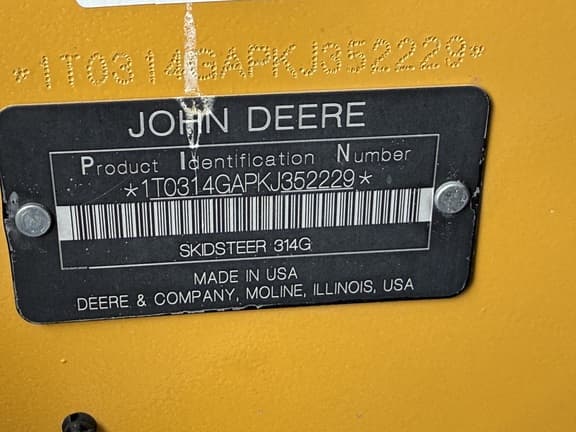 *1T0314GAPKJ352229*
JOHN DEERE
Product Identification Number
*1T0314GAPKJ352229*
SKIDSTEER 314G
MADE IN USA
DEERE & COMPANY, MOLINE, ILLINOIS, USA